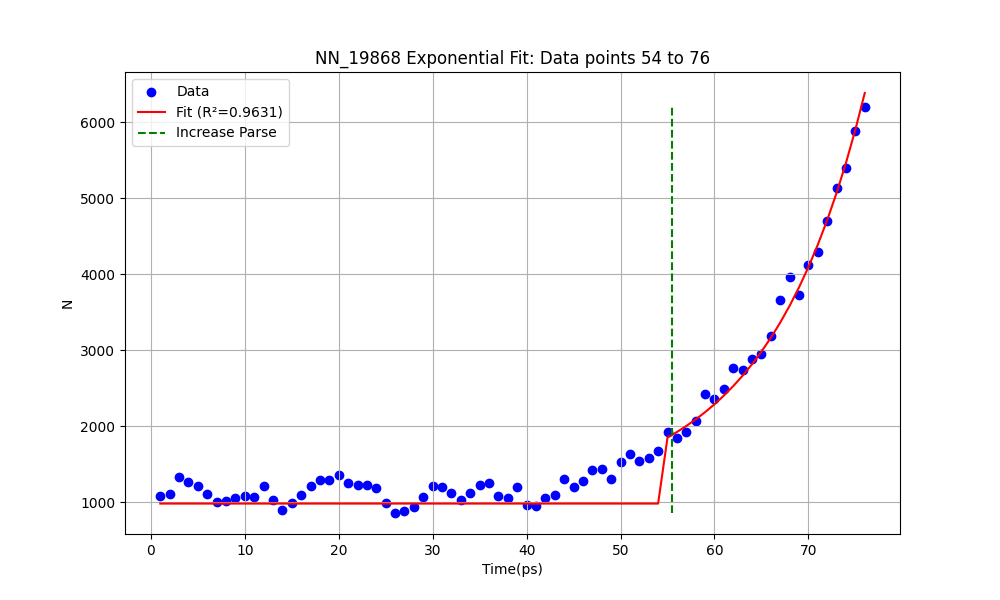 NN_19868 Exponential Fit: Data points 54 to 76
Data
Fit (R²=0.9631)
Increase Parse
6000
5000
4000
3000
2000
1000
N
0 10 20 30 40 50 60 70
Time(ps)